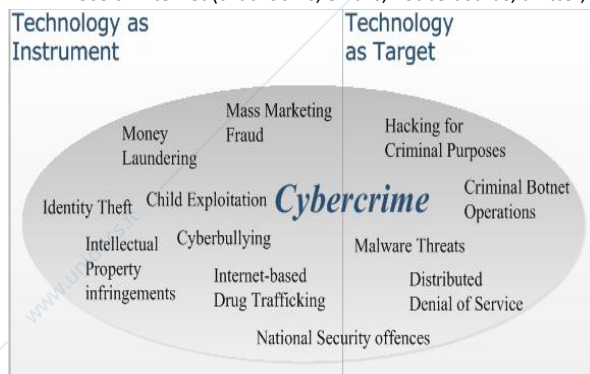 Technology as
Instrument
Technology
as Target
Mass Marketing
Fraud
Money
Laundering
Hacking for
Criminal Purposes
Identity Theft
Child Exploitation
Cybercrime
Criminal Botnet
Operations
Intellectual
Property
infringements
Cyberbullying
Malware Threats
Internet-based
Drug Trafficking
Distributed
Denial of Service
National Security offences